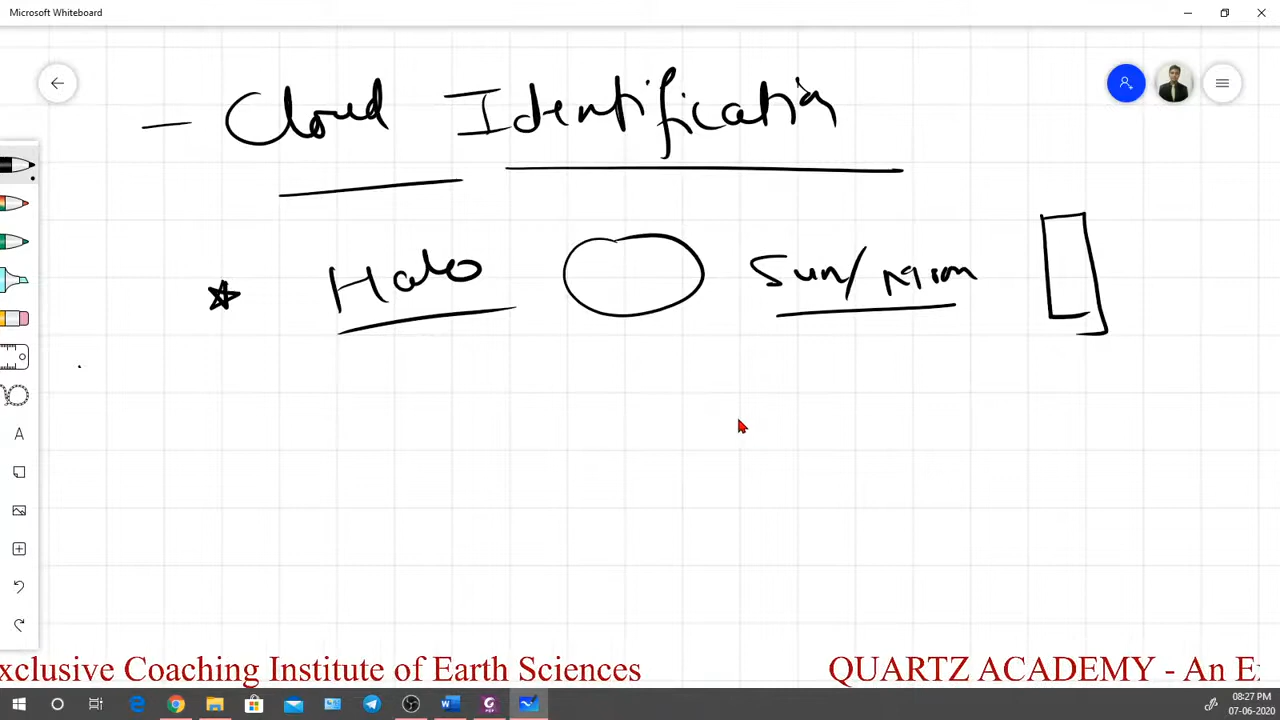 Microsoft Whiteboard
- Cloud Identification
* Halo Sun/Moon
A
xclusive Coaching Institute of Earth Sciences QUARTZ ACADEMY - An E
08:27 PM
07-06-2020